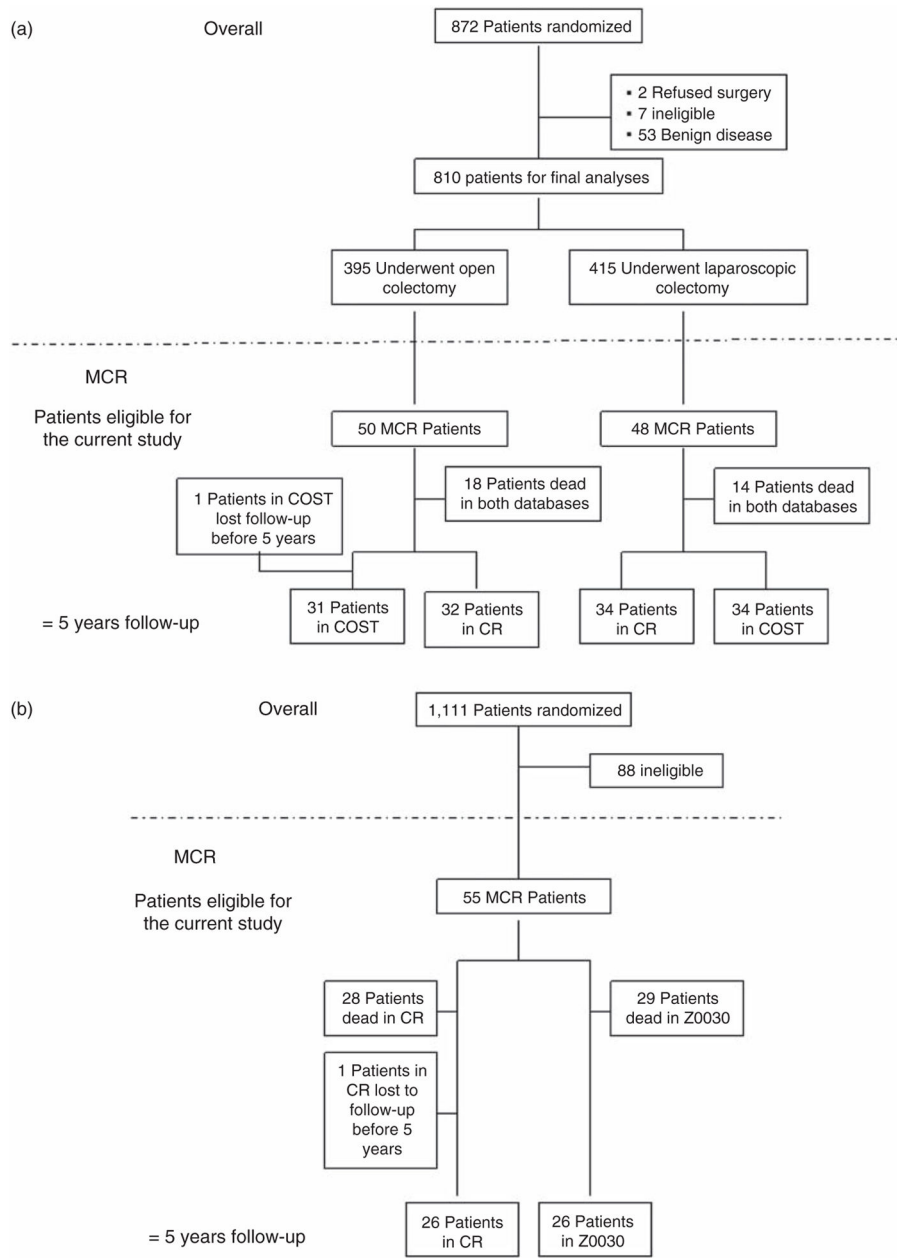 (a)
Overall
872 Patients randomized
▪ 2 Refused surgery
▪ 7 ineligible
▪ 53 Benign disease
810 patients for final analyses
395 Underwent open
colectomy
415 Underwent laparoscopic
colectomy
MCR
Patients eligible for
the current study
50 MCR Patients
48 MCR Patients
1 Patients in COST
lost follow-up
before 5 years
18 Patients dead
in both databases
14 Patients dead
in both databases
= 5 years follow-up
31 Patients
in COST
32 Patients
in CR
34 Patients
in CR
34 Patients
in COST
(b)
Overall
1,111 Patients randomized
88 ineligible
MCR
Patients eligible for
the current study
55 MCR Patients
28 Patients
dead in CR
29 Patients
dead in Z0030
1 Patients in
CR lost to
follow-up
before 5
years
= 5 years follow-up
26 Patients
in CR
26 Patients
in Z0030